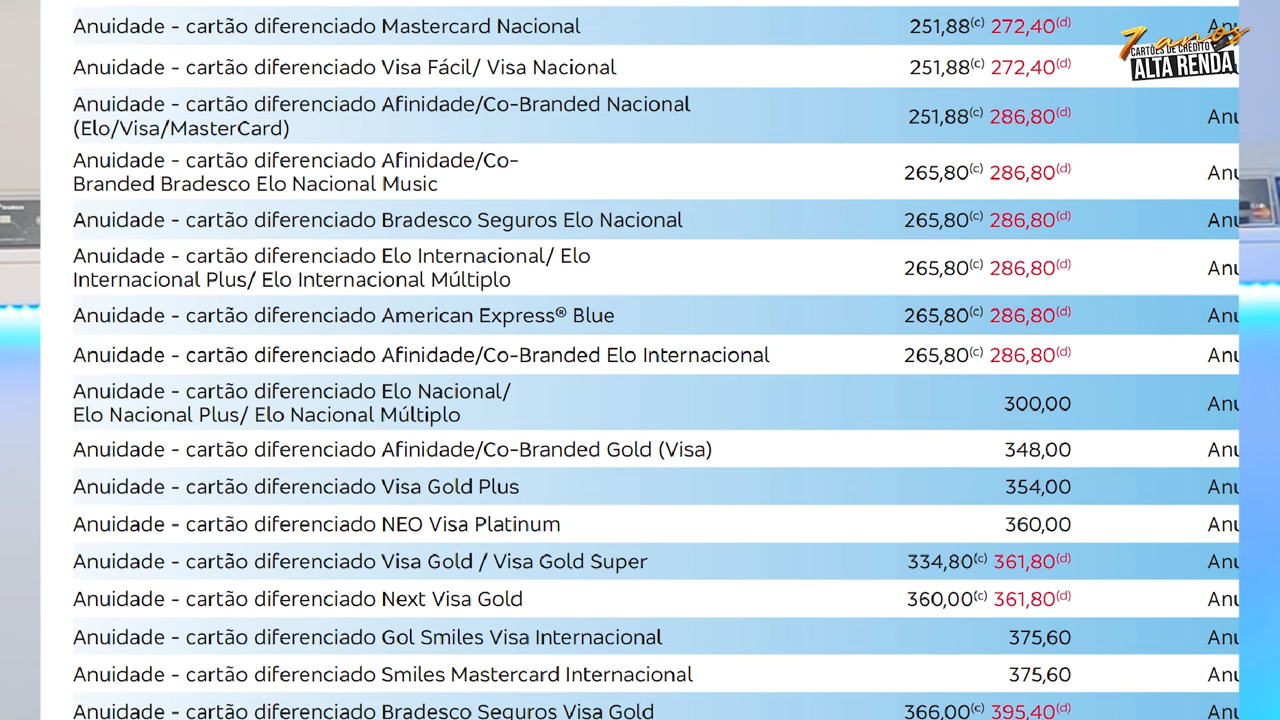 Anuidade - cartão diferenciado Mastercard Nacional 251,88(c) 272,40(d) Anu
7 anos
CARTÕES DE CRÉDITO
ALTA RENDA
Anuidade - cartão diferenciado Visa Fácil/ Visa Nacional 251,88(c) 272,40(d) Anu
Anuidade - cartão diferenciado Afinidade/Co-Branded Nacional
(Elo/Visa/MasterCard) 251,88(c) 286,80(d) Anu
Anuidade - cartão diferenciado Afinidade/Co-
Branded Bradesco Elo Nacional Music 265,80(c) 286,80(d) Anu
Anuidade - cartão diferenciado Bradesco Seguros Elo Nacional 265,80(c) 286,80(d) Anu
Anuidade - cartão diferenciado Elo Internacional/ Elo
Internacional Plus/ Elo Internacional Múltiplo 265,80(c) 286,80(d) Anu
Anuidade - cartão diferenciado American Express® Blue 265,80(c) 286,80(d) Anu
Anuidade - cartão diferenciado Afinidade/Co-Branded Elo Internacional 265,80(c) 286,80(d) Anu
Anuidade - cartão diferenciado Elo Nacional/
Elo Nacional Plus/ Elo Nacional Múltiplo 300,00 Anu
Anuidade - cartão diferenciado Afinidade/Co-Branded Gold (Visa) 348,00 Anu
Anuidade - cartão diferenciado Visa Gold Plus 354,00 Anu
Anuidade - cartão diferenciado NEO Visa Platinum 360,00 Anu
Anuidade - cartão diferenciado Visa Gold / Visa Gold Super 334,80(c) 361,80(d) Anu
Anuidade - cartão diferenciado Next Visa Gold 360,00(c) 361,80(d) Anu
Anuidade - cartão diferenciado Gol Smiles Visa Internacional 375,60 Anu
Anuidade - cartão diferenciado Smiles Mastercard Internacional 375,60 Anu
Anuidade - cartão diferenciado Bradesco Seguros Visa Gold 366,00(c) 395,40(d) Anu